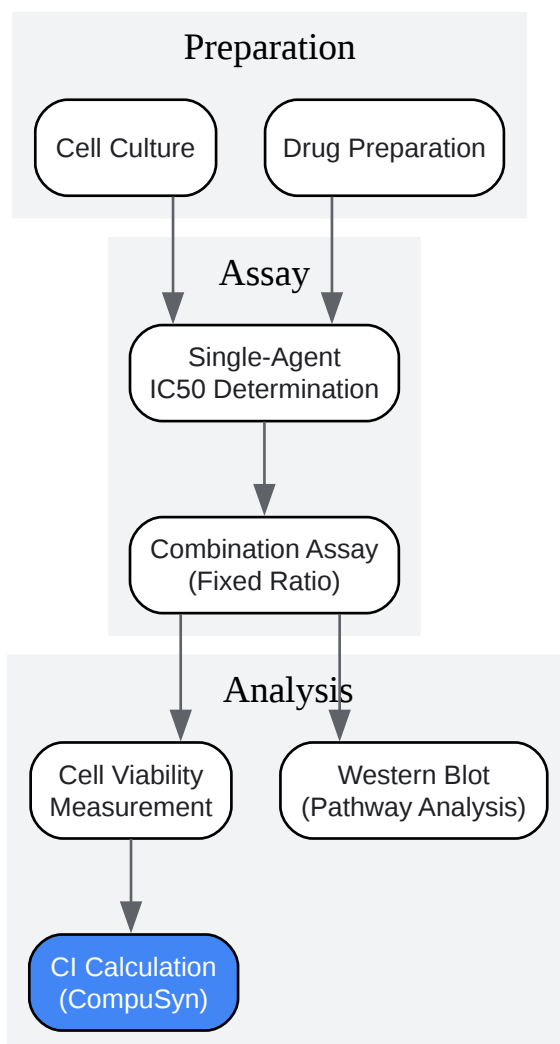 Preparation
Cell Culture
Drug Preparation
Assay
Single-Agent
IC50 Determination
Combination Assay
(Fixed Ratio)
Analysis
Cell Viability
Measurement
Western Blot
(Pathway Analysis)
CI Calculation
(CompuSyn)